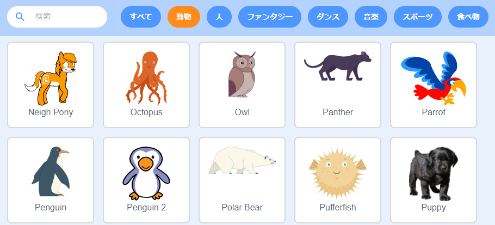 検索 すべて 動物 人 ファンタジー ダンス 音楽 スポーツ 食べ物
Neigh Pony Octopus Owl Panther Parrot
Penguin Penguin 2 Polar Bear Pufferfish Puppy